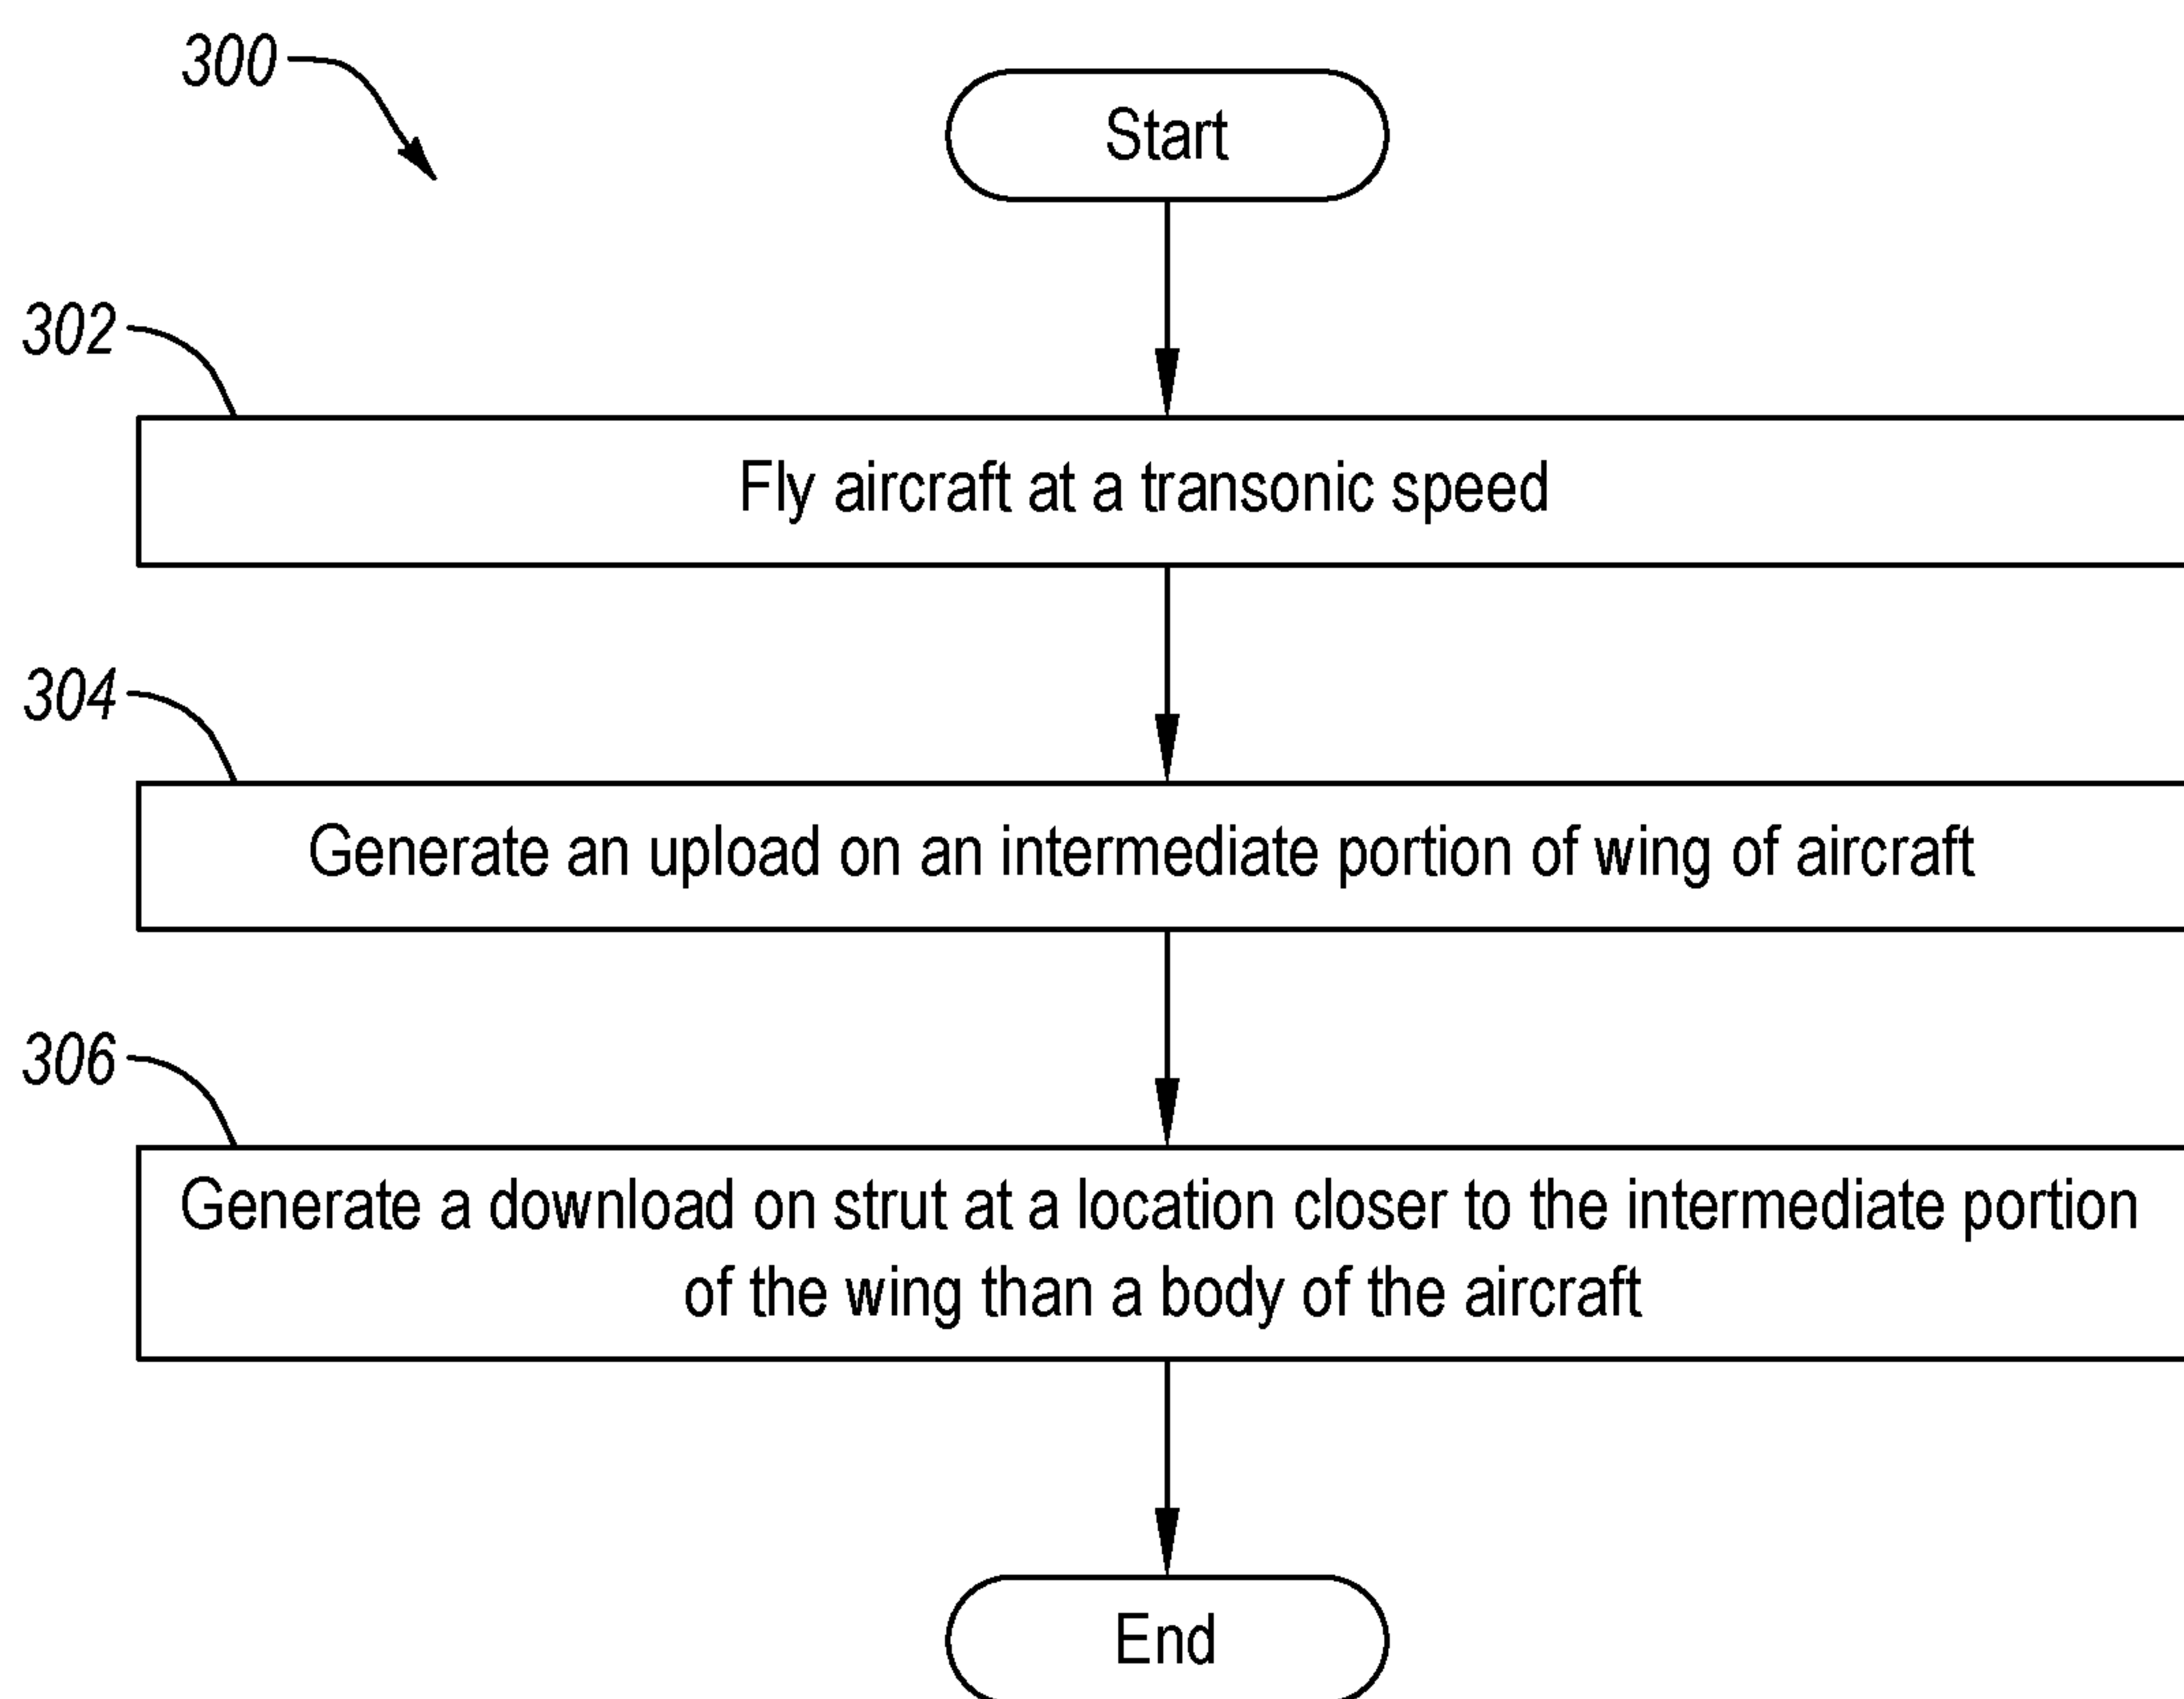 300
Start
302
Fly aircraft at a transonic speed
304
Generate an upload on an intermediate portion of wing of aircraft
306
Generate a download on strut at a location closer to the intermediate portion
of the wing than a body of the aircraft
End